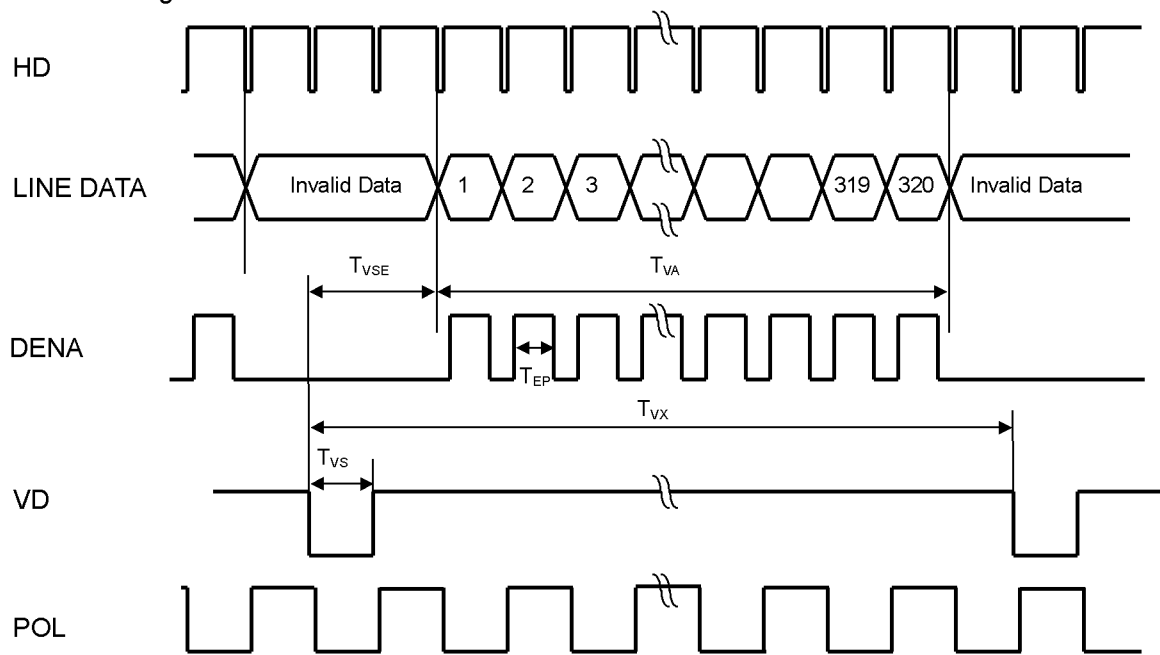 HD
LINE DATA
Invalid Data 1 2 3 319 320 Invalid Data
TVSE TVA
DENA
TEP
TVX
TVS
VD
POL